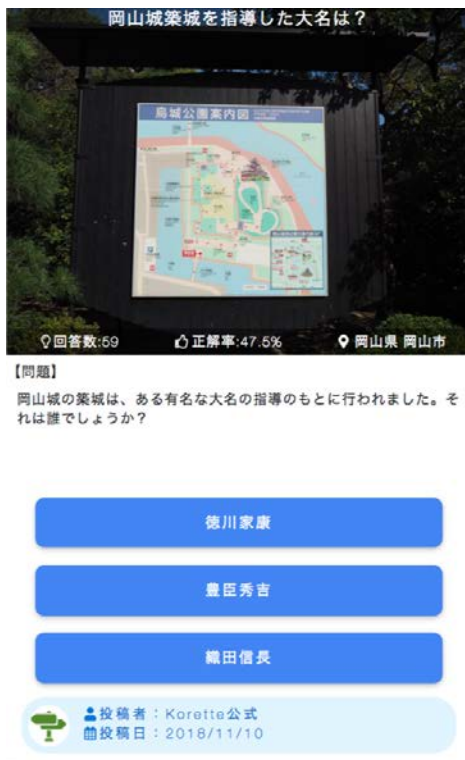 岡山城築城を指導した大名は？
烏城公園案内図
回答数:59 正解率:47.5% 岡山県 岡山市
【問題】
岡山城の築城は、ある有名な大名の指導のもとに行われました。そ
れは誰でしょうか？
徳川家康
豊臣秀吉
織田信長
投稿者：Korette公式
投稿日：2018/11/10